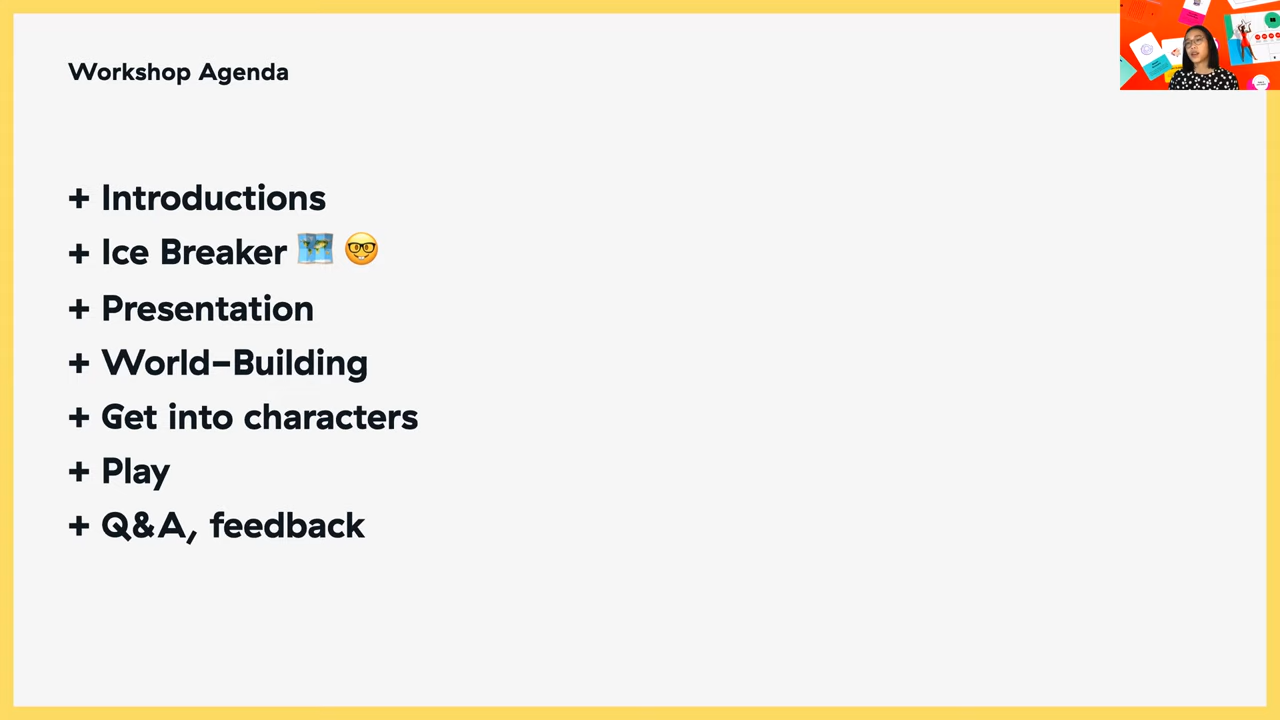 Workshop Agenda
+ Introductions
+ Ice Breaker 🗺️ 🤓
+ Presentation
+ World-Building
+ Get into characters
+ Play
+ Q&A, feedback